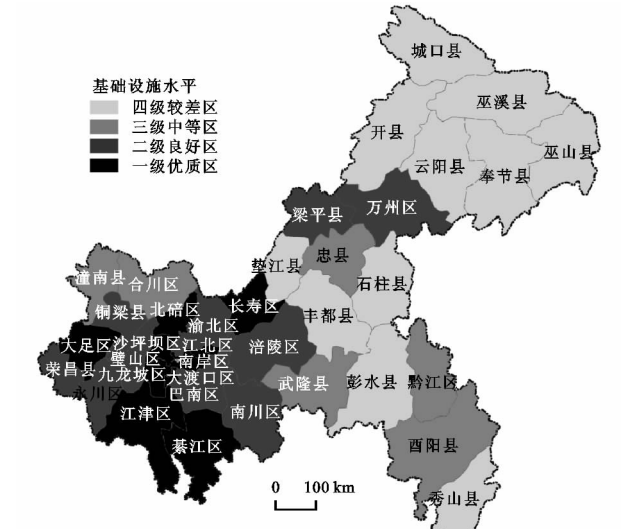 城口县
基础设施水平
四级较差区
巫溪县
三级中等区
开县
二级良好区
巫山县
云阳县
奉节县
一级优质区
万州区
梁平县
忠县
垫江县
潼南县
石柱县
合川区
长寿区
铜梁县
北碚区
丰都县
渝北区
大足区
沙坪坝区
江北区
涪陵区
璧山区
南岸区
荣昌县
九龙坡区
大渡口区
武隆县
彭水县
黔江区
永川区
巴南区
江津区
南川区
綦江区
酉阳县
0 100 km
秀山县